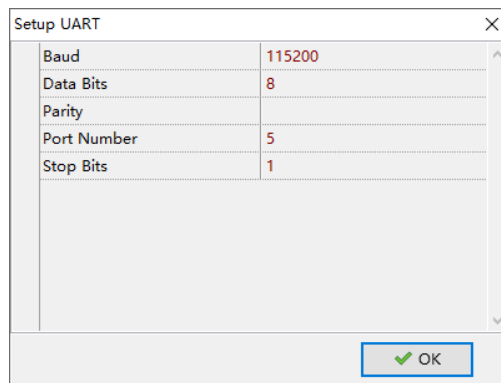 Setup UART
Baud 115200
Data Bits 8
Parity
Port Number 5
Stop Bits 1
OK